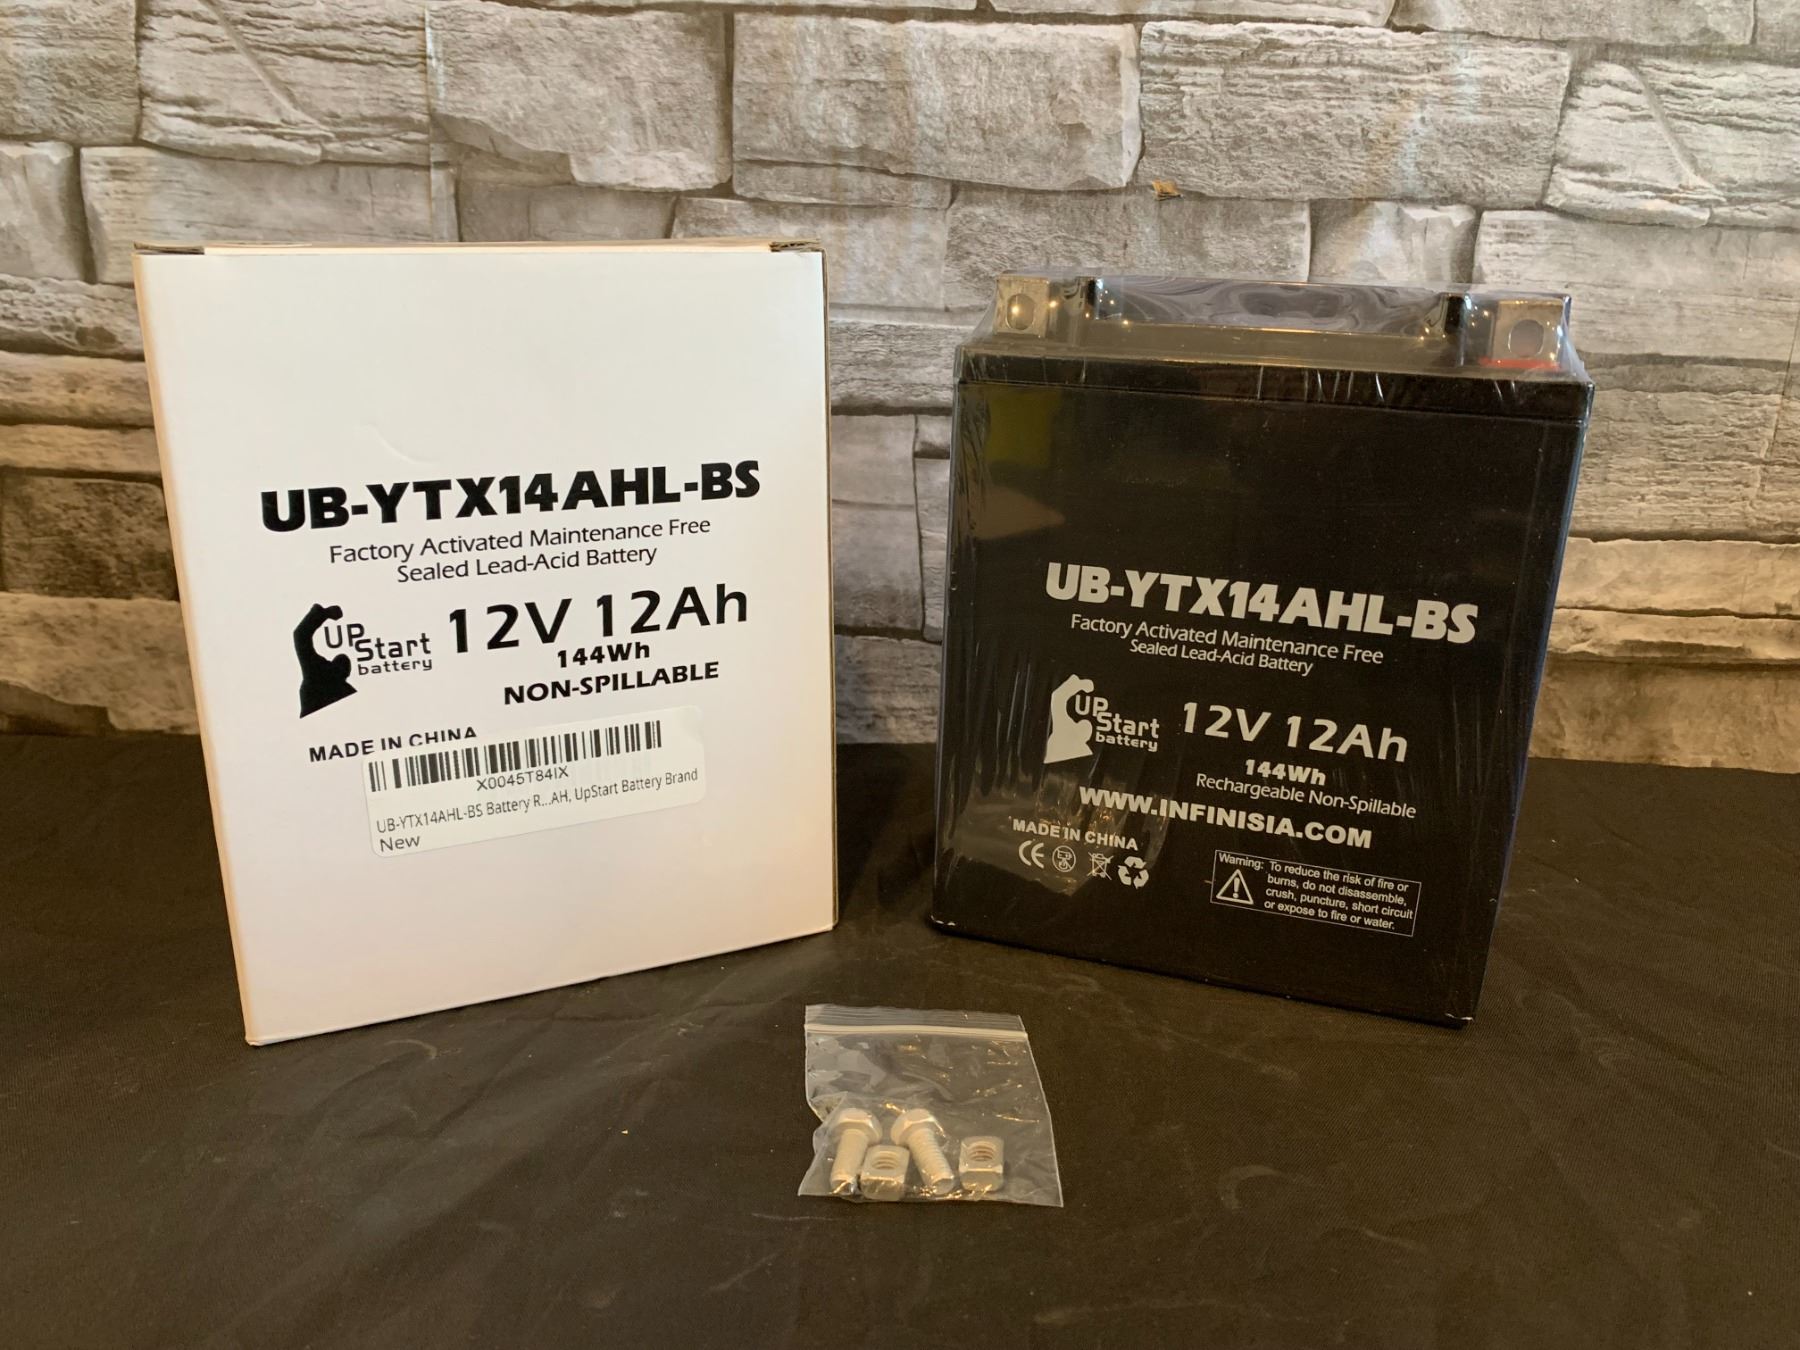 UB-YTX14AHL-BS
Factory Activated Maintenance Free
Sealed Lead-Acid Battery
UPStart
battery
12V 12Ah
144Wh
NON-SPILLABLE
MADE IN CHINA
X0045T84IX
UB-YTX14AHL-BS Battery R...AH, UpStart Battery Brand
New
UB-YTX14AHL-BS
Factory Activated Maintenance Free
Sealed Lead-Acid Battery
UPStart
battery
12V 12Ah
144Wh
Rechargeable Non-Spillable
WWW.INFINISIA.COM
MADE IN CHINA
CE
Warning: To reduce the risk of fire or
burns, do not disassemble,
crush, puncture, short circuit
or expose to fire or water.